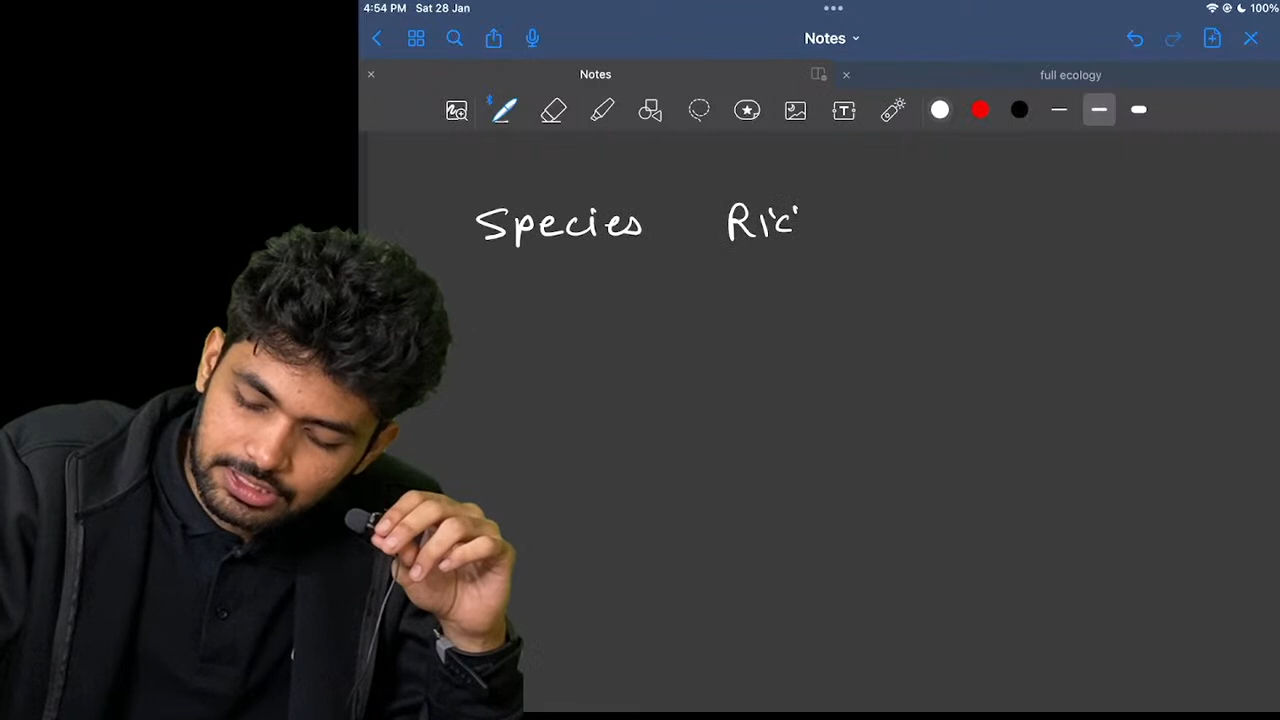 4:54 PM Sat 28 Jan 100%
Notes
Notes full ecology
T
Species Ric